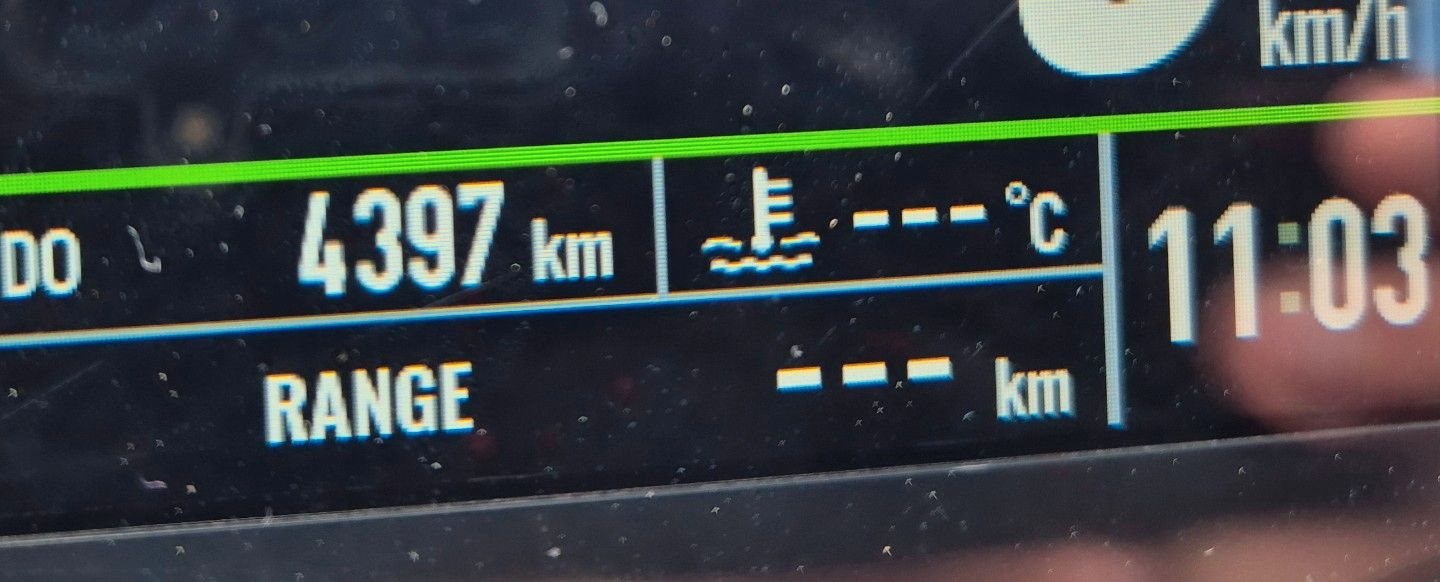 km/h
DO 4397 km --- °C 11:03
RANGE --- km